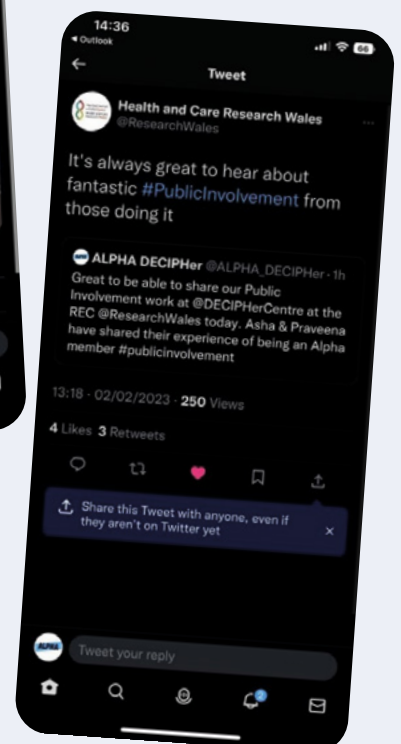 14:36
Outlook
66
Tweet
Health and Care Research Wales
@ResearchWales
It's always great to hear about
fantastic #PublicInvolvement from
those doing it
ALPHA DECIPHer @ALPHA_DECIPHer · 1h
Great to be able to share our Public
Involvement work at @DECIPHerCentre at the
REC @ResearchWales today. Asha & Praveena
have shared their experience of being an Alpha
member #publicinvolvement
13:18 · 02/02/2023 · 250 Views
4 Likes 3 Retweets
Share this Tweet with anyone, even if
they aren't on Twitter yet
ALPHA
Tweet your reply
2